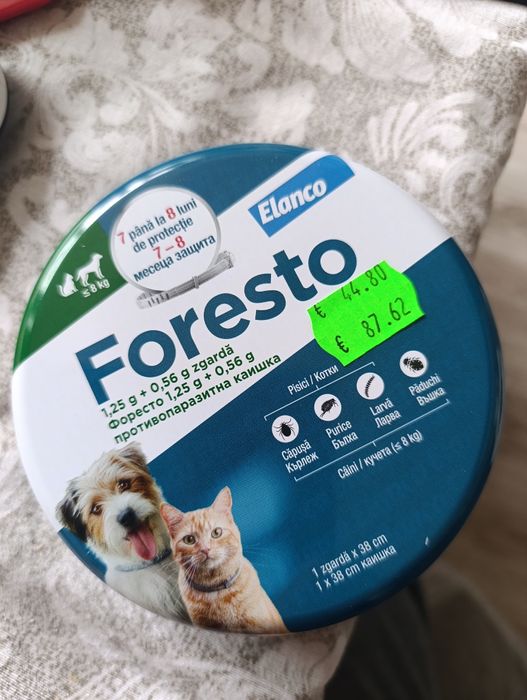 7 până la 8 luni
de protecție
7–8
месеца защита
Elanco
≤ 8 kg
Foresto
€ 44.80
€ 87.62
1,25 g + 0,56 g zgardă
Форесто 1,25 g + 0,56 g
противопаразитна каишка
Pisici / Котки
Căpușă
Кърлеж
Purice
Бълха
Larvă
Ларва
Păduchi
Въшка
Câini / кучета (≤ 8 kg)
1 zgardă x 38 cm
1 x 38 cm каишка